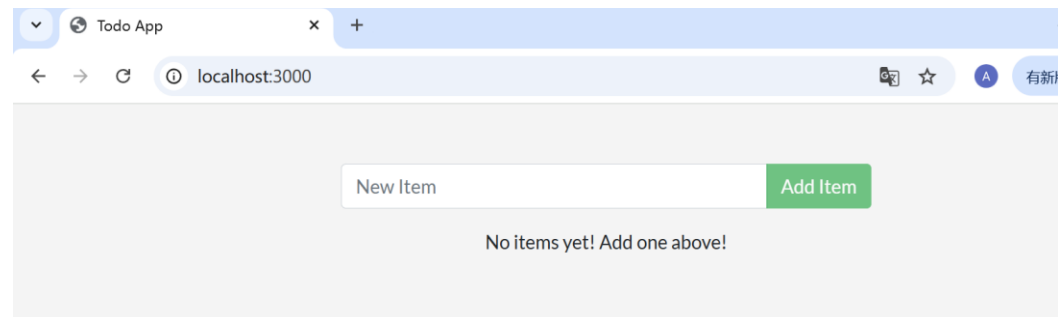 Todo App
localhost:3000
A 有新
New Item Add Item
No items yet! Add one above!